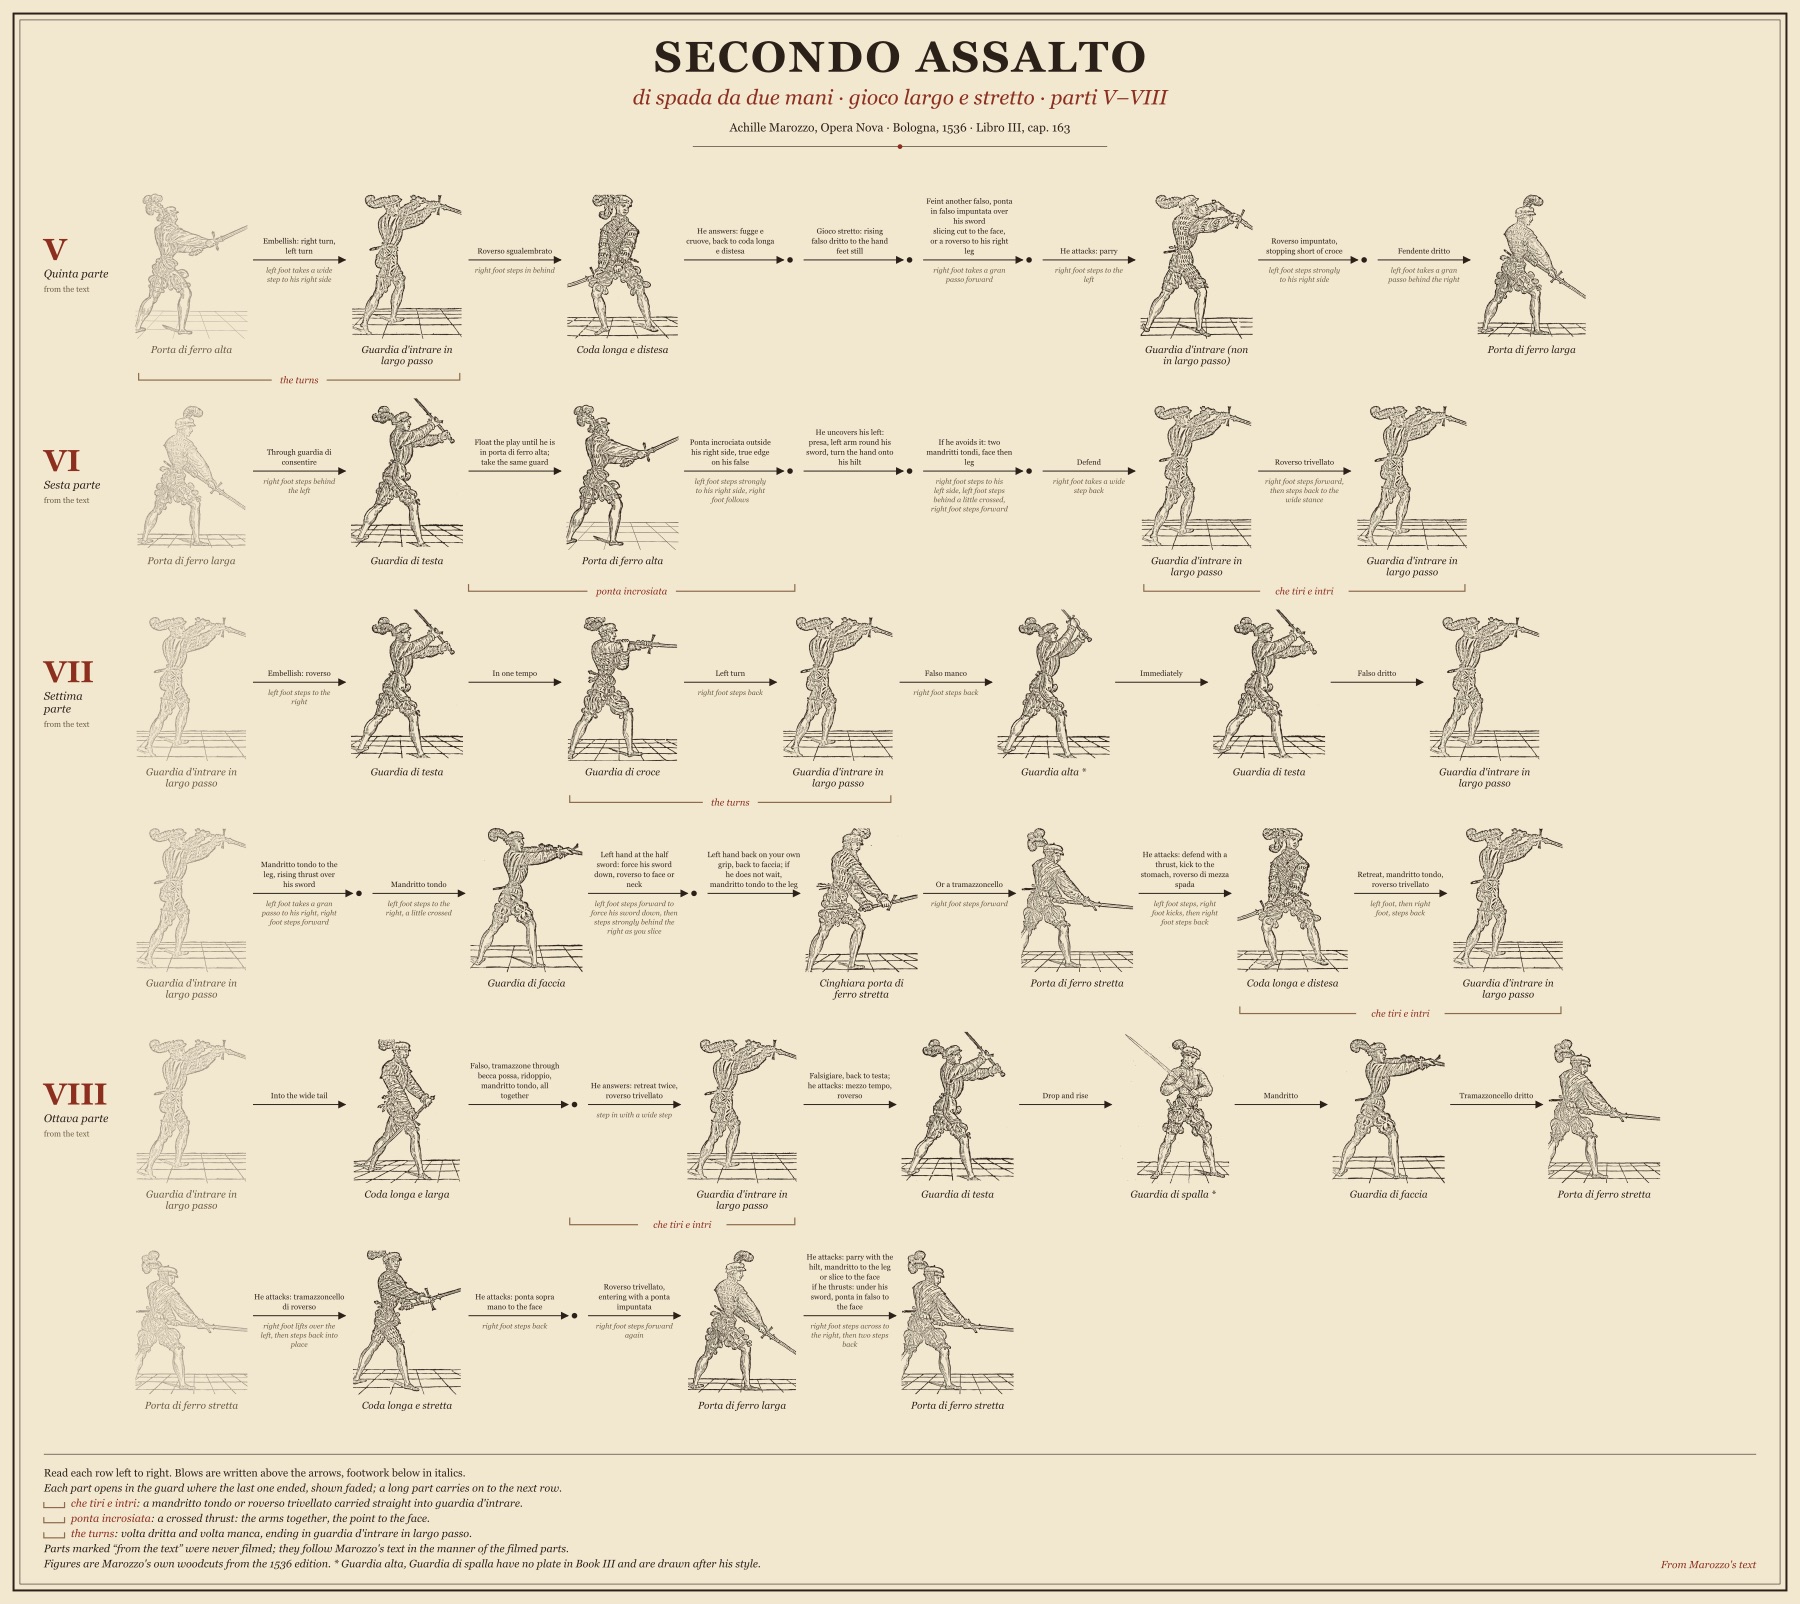 SECONDO ASSALTO
di spada da due mani · gioco largo e stretto · parti V–VIII
Achille Marozzo, Opera Nova · Bologna, 1536 · Libro III, cap. 163
V
Quinta parte
from the text
Porta di ferro alta
Embellish: right turn,
left turn
left foot takes a wide
step to his right side
Guardia d'intrare in
largo passo
Roverso sgualembrato
right foot steps in behind
Coda longa e distesa
He answers: fugge e
cruove, back to coda longa
e distesa
Gioco stretto: rising
falso dritto to the hand
feet still
Feint another falso, ponta
in falso impuntata over
his sword
slicing cut to the face,
or a roverso to his right
leg
right foot takes a gran
passo forward
He attacks: parry
right foot steps to the
left
Guardia d'intrare (non
in largo passo)
Roverso impuntato,
stopping short of croce
left foot steps strongly
to his right side
Fendente dritto
left foot takes a gran
passo behind the right
Porta di ferro larga
the turns
VI
Sesta parte
from the text
Porta di ferro larga
Through guardia di
consentire
right foot steps behind
the left
Guardia di testa
Float the play until he is
in porta di ferro alta;
take the same guard
Porta di ferro alta
Ponta incrociata outside
his right side, true edge
on his false
left foot steps strongly
to his right side, right
foot follows
He uncovers his left:
presa, left arm round his
sword, turn the hand onto
his hilt
If he avoids it: two
mandritti tondi, face then
leg
right foot steps to his
left side, left foot steps
behind a little crossed,
right foot steps forward
Defend
right foot takes a wide
step back
Guardia d'intrare in
largo passo
Roverso trivellato
right foot steps forward,
then steps back to the
wide stance
Guardia d'intrare in
largo passo
ponta incrosiata
che tiri e intri
VII
Settima
parte
from the text
Guardia d'intrare in
largo passo
Embellish: roverso
left foot steps to the
right
Guardia di testa
In one tempo
Guardia di croce
Left turn
right foot steps back
Guardia d'intrare in
largo passo
Falso manco
right foot steps back
Guardia alta *
Immediately
Guardia di testa
Falso dritto
Guardia d'intrare in
largo passo
the turns
Guardia d'intrare in
largo passo
Mandritto tondo to the
leg, rising thrust over
his sword
left foot takes a gran
passo to his right, right
foot steps forward
Mandritto tondo
left foot steps to the
right, a little crossed
Guardia di faccia
Left hand at the half
sword: force his sword
down, roverso to face or
neck
left foot steps forward to
force his sword down, then
steps strongly behind the
right as you slice
Left hand back on your own
grip, back to faccia; if
he does not wait,
mandritto tondo to the leg
Cinghiara porta di
ferro stretta
Or a tramazzoncello
right foot steps forward
Porta di ferro stretta
He attacks: defend with a
thrust, kick to the
stomach, roverso di mezza
spada
left foot steps, right
foot kicks, then right
foot steps back
Coda longa e distesa
Retreat, mandritto tondo,
roverso trivellato
left foot, then right
foot, steps back
Guardia d'intrare in
largo passo
che tiri e intri
VIII
Ottava parte
from the text
Guardia d'intrare in
largo passo
Into the wide tail
Coda longa e larga
Falso, tramazzone through
becca possa, ridoppio,
mandritto tondo, all
together
He answers: retreat twice,
roverso trivellato
step in with a wide step
Guardia d'intrare in
largo passo
Falsigiare, back to testa;
he attacks: mezzo tempo,
roverso
Guardia di testa
Drop and rise
Guardia di spalla *
Mandritto
Guardia di faccia
Tramazzoncello dritto
Porta di ferro stretta
che tiri e intri
Porta di ferro stretta
He attacks: tramazzoncello
di roverso
right foot lifts over the
left, then steps back into
place
Coda longa e stretta
He attacks: ponta sopra
mano to the face
right foot steps back
Roverso trivellato,
entering with a ponta
impuntata
right foot steps forward
again
Porta di ferro larga
He attacks: parry with the
hilt, mandritto to the leg
or slice to the face
if he thrusts: under his
sword, ponta in falso to
the face
right foot steps across to
the right, then two steps
back
Porta di ferro stretta
Read each row left to right. Blows are written above the arrows, footwork below in italics.
Each part opens in the guard where the last one ended, shown faded; a long part carries on to the next row.
che tiri e intri: a mandritto tondo or roverso trivellato carried straight into guardia d'intrare.
ponta incrosiata: a crossed thrust: the arms together, the point to the face.
the turns: volta dritta and volta manca, ending in guardia d'intrare in largo passo.
Parts marked “from the text” were never filmed; they follow Marozzo's text in the manner of the filmed parts.
Figures are Marozzo's own woodcuts from the 1536 edition. * Guardia alta, Guardia di spalla have no plate in Book III and are drawn after his style.
From Marozzo's text